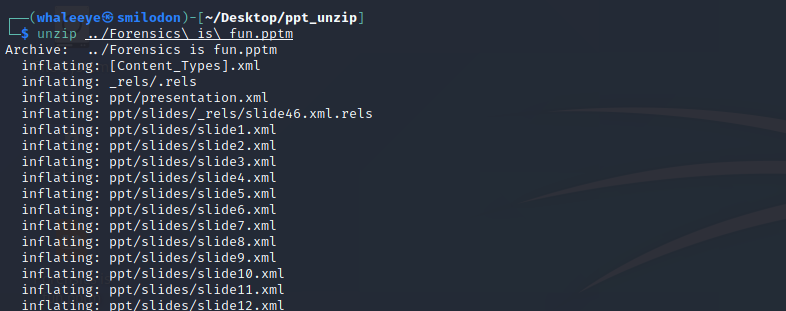 ┌──(whaleeye㉿smilodon)-[~/Desktop/ppt_unzip]
└─$ unzip ../Forensics\ is\ fun.pptm
Archive:  ../Forensics is fun.pptm
  inflating: [Content_Types].xml
  inflating: _rels/.rels
  inflating: ppt/presentation.xml
  inflating: ppt/slides/_rels/slide46.xml.rels
  inflating: ppt/slides/slide1.xml
  inflating: ppt/slides/slide2.xml
  inflating: ppt/slides/slide3.xml
  inflating: ppt/slides/slide4.xml
  inflating: ppt/slides/slide5.xml
  inflating: ppt/slides/slide6.xml
  inflating: ppt/slides/slide7.xml
  inflating: ppt/slides/slide8.xml
  inflating: ppt/slides/slide9.xml
  inflating: ppt/slides/slide10.xml
  inflating: ppt/slides/slide11.xml
  inflating: ppt/slides/slide12.xml